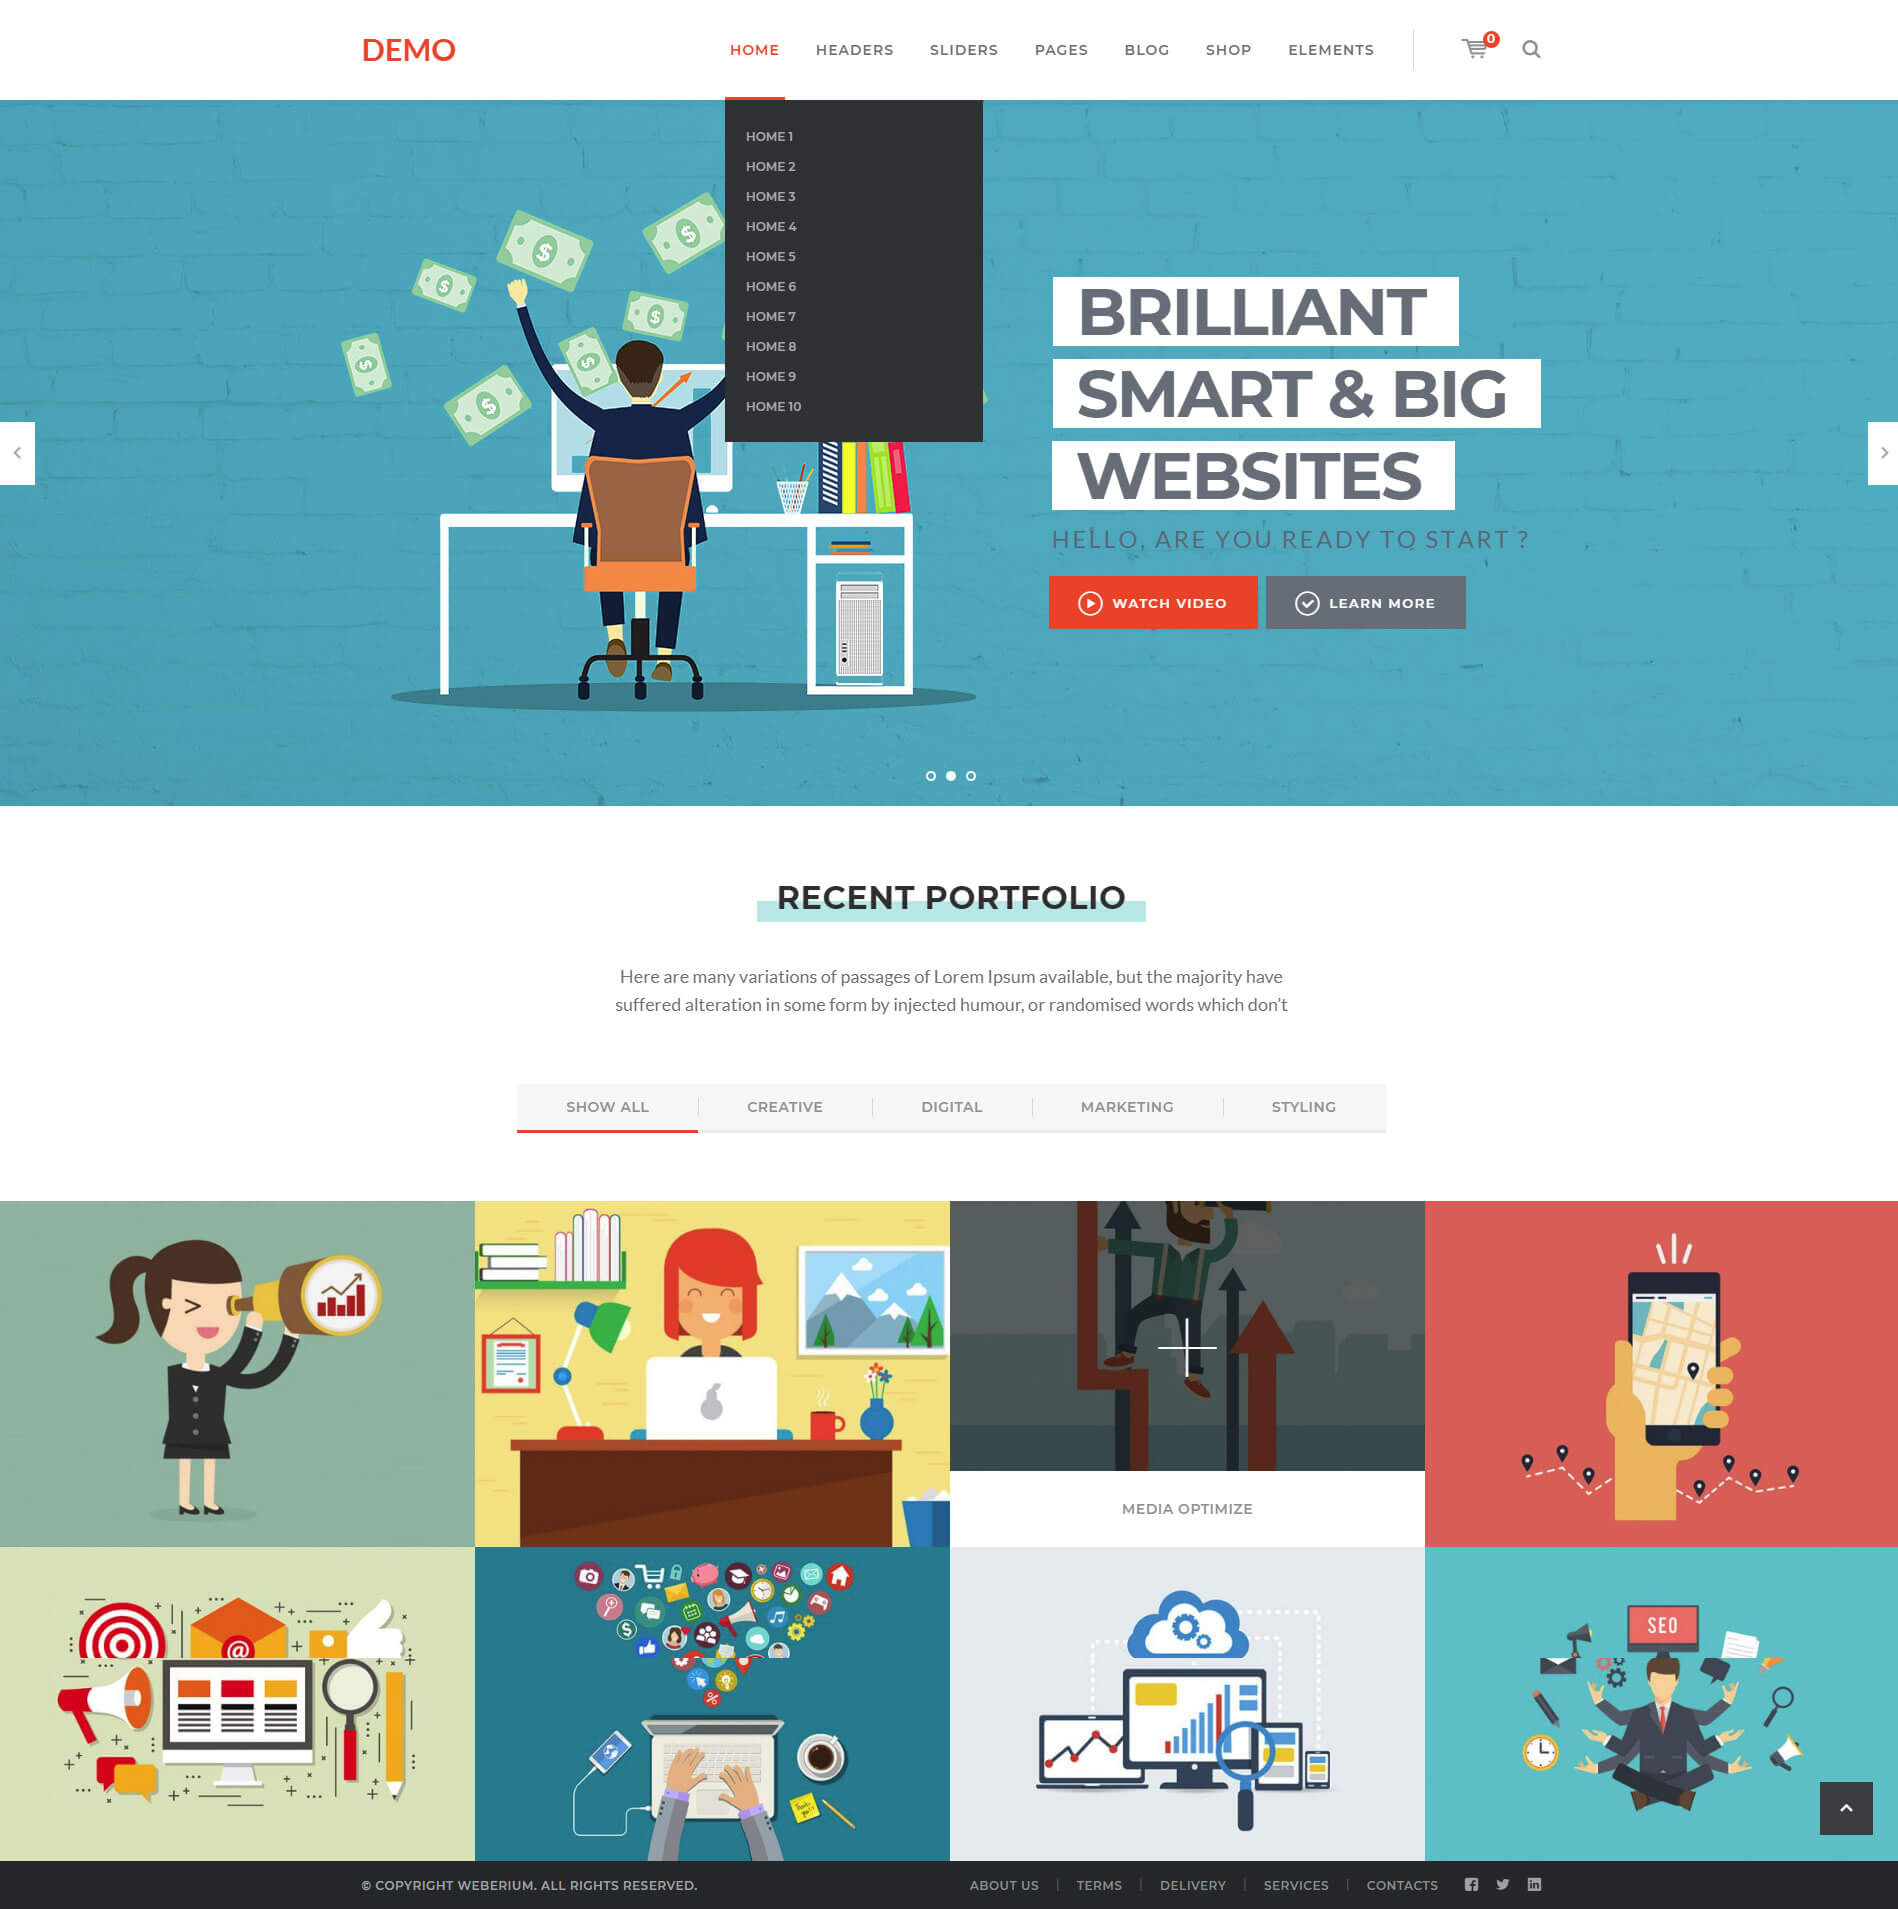 DEMO
HOME
HEADERS
SLIDERS
PAGES
BLOG
SHOP
ELEMENTS
0
HOME 1
HOME 2
HOME 3
HOME 4
HOME 5
HOME 6
HOME 7
HOME 8
HOME 9
HOME 10
BRILLIANT
SMART & BIG
WEBSITES
HELLO, ARE YOU READY TO START ?
WATCH VIDEO
LEARN MORE
RECENT PORTFOLIO
Here are many variations of passages of Lorem Ipsum available, but the majority have
suffered alteration in some form by injected humour, or randomised words which don't
SHOW ALL
CREATIVE
DIGITAL
MARKETING
STYLING
MEDIA OPTIMIZE
SEO
© COPYRIGHT WEBERIUM. ALL RIGHTS RESERVED.
ABOUT US
TERMS
DELIVERY
SERVICES
CONTACTS